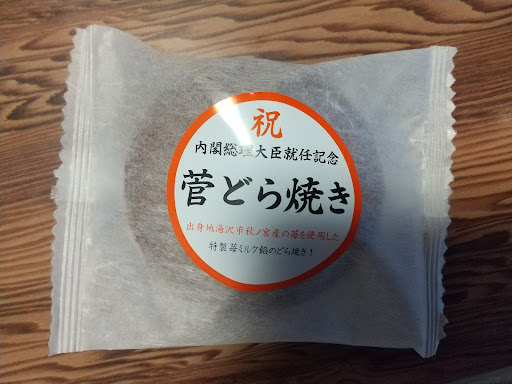 祝
内閣総理大臣就任記念
菅どら焼き
出身地湯沢市秋ノ宮産の苺を使用した
特製苺ミルク餡のどら焼き！